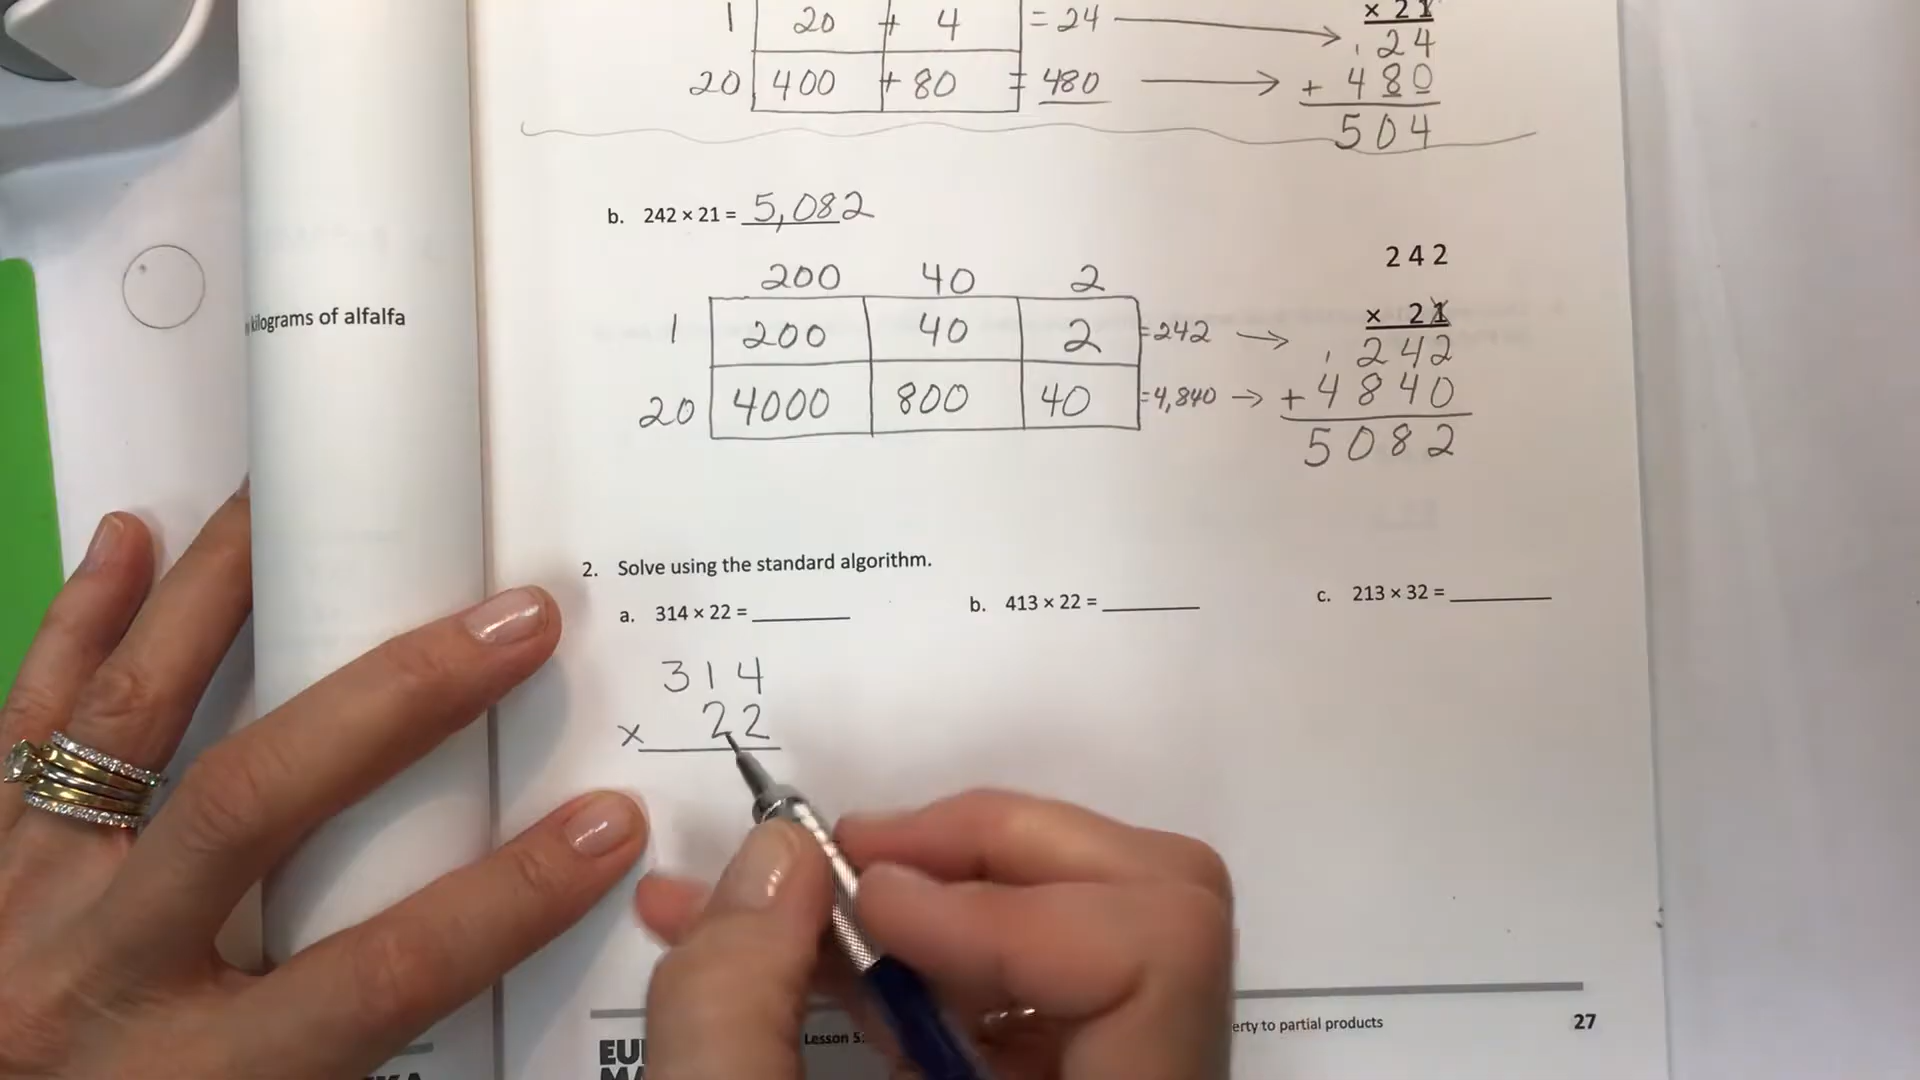 1 20 + 4 = 24
× 21
1 24
20 400 + 80 = 480
+ 480
504
b. 242 × 21 = 5,082
242
200 40 2
× 21
1 200 40 2 = 242
1 242
20 4000 800 40 = 4,840
+ 4840
5082
kilograms of alfalfa
2. Solve using the standard algorithm.
a. 314 × 22 = ________ b. 413 × 22 = ________ c. 213 × 32 = ________
314
× 22
Lesson 5: erty to partial products 27